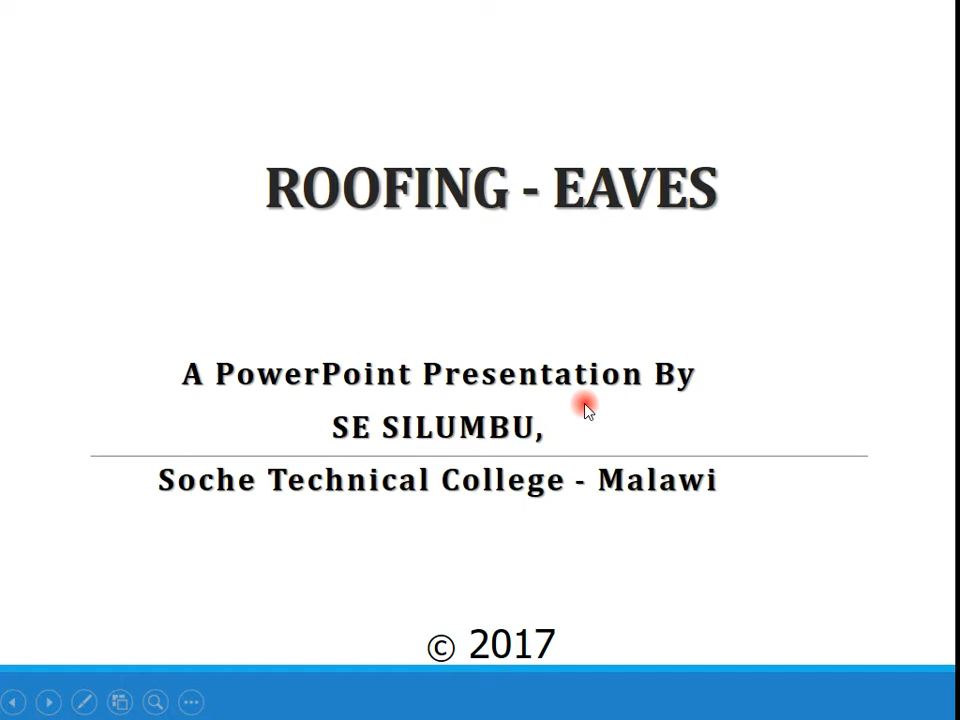 ROOFING - EAVES
A PowerPoint Presentation By
SE SILUMBU,
Soche Technical College - Malawi
© 2017